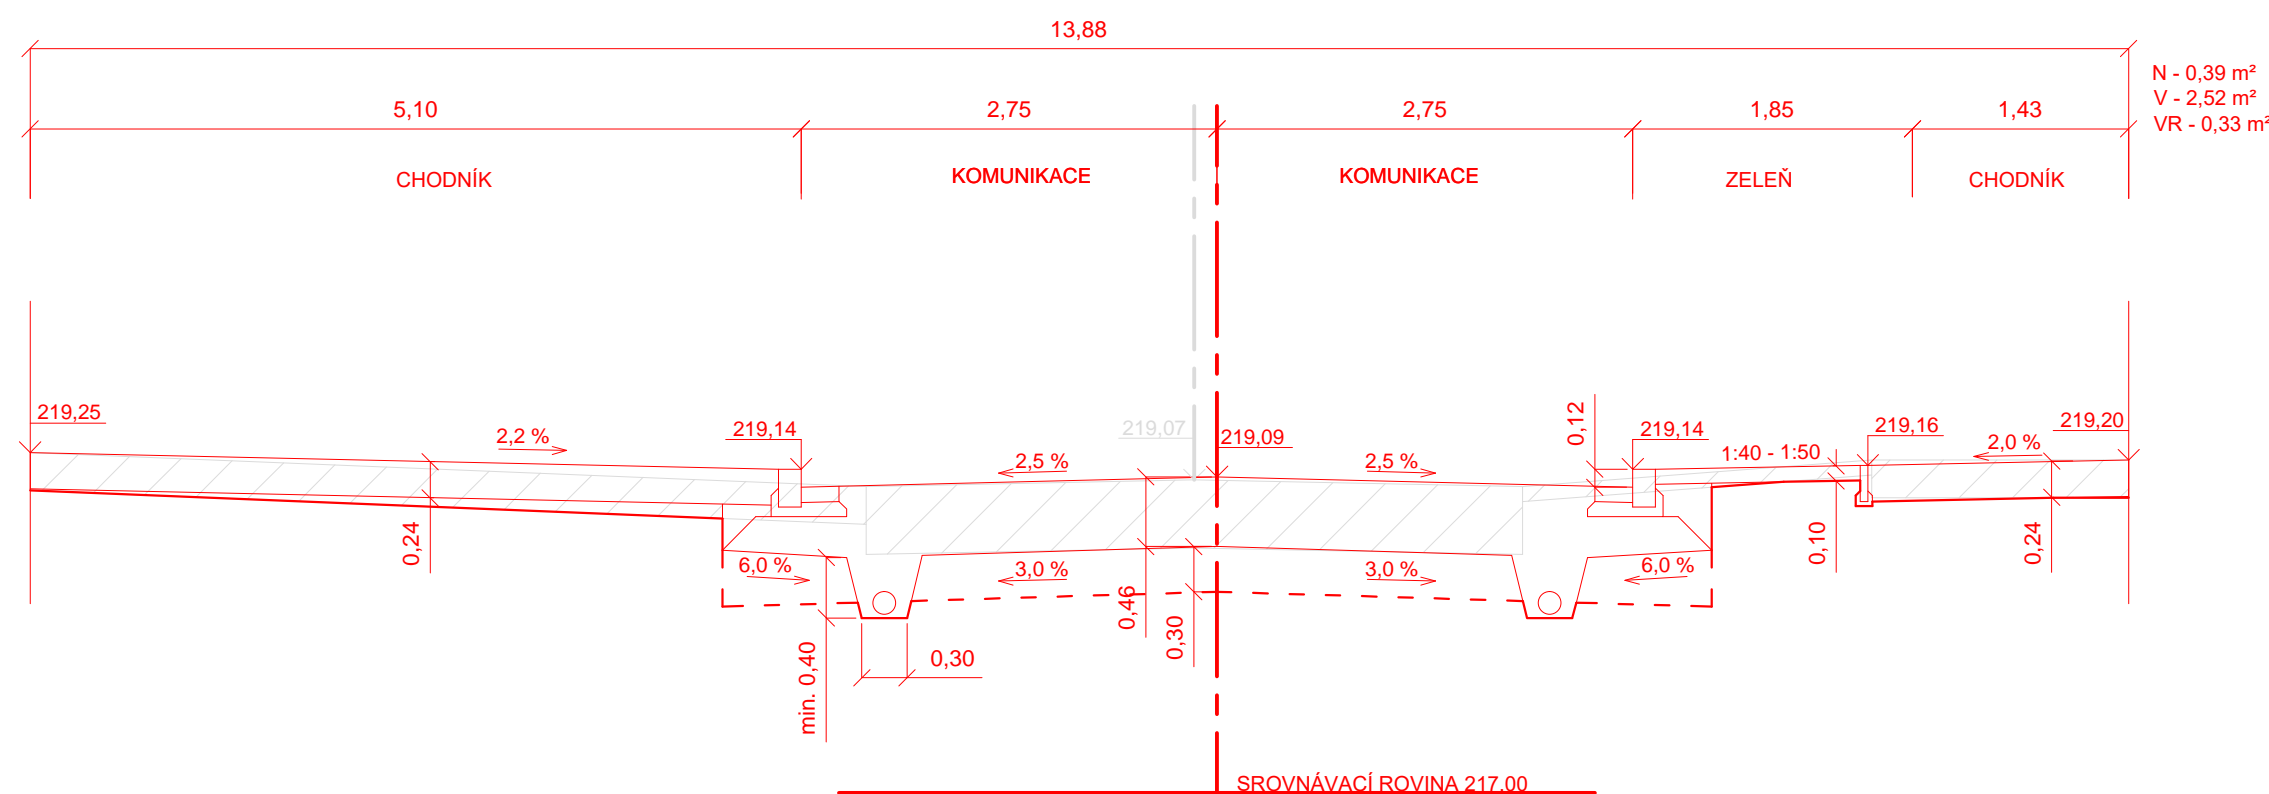 13,88
N - 0,39 m²
V - 2,52 m²
VR - 0,33 m²
5,10
2,75
2,75
1,85
1,43
CHODNÍK
KOMUNIKACE
KOMUNIKACE
ZELEŇ
CHODNÍK
219,25
2,2 %
219,14
219,07
219,09
0,12
219,14
1:40 - 1:50
219,16
2,0 %
219,20
2,5 %
2,5 %
0,24
6,0 %
3,0 %
0,46
0,30
3,0 %
6,0 %
0,10
0,24
min. 0,40
0,30
SROVNÁVACÍ ROVINA 217,00